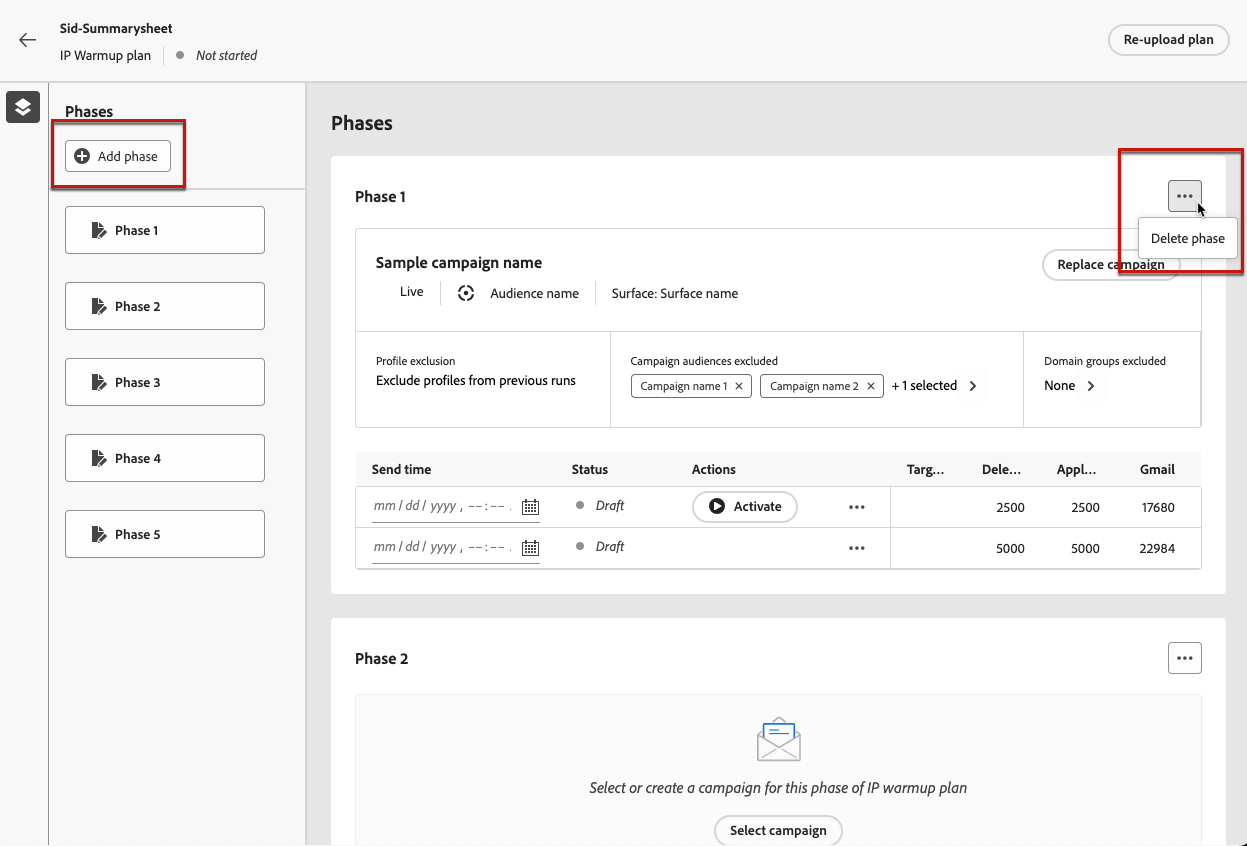 Sid-Summarysheet
IP Warmup plan
Not started
Re-upload plan
Phases
Add phase
Phase 1
Phase 2
Phase 3
Phase 4
Phase 5
Phases
Phase 1
Delete phase
Sample campaign name
Replace campaign
Live
Audience name
Surface: Surface name
Profile exclusion
Exclude profiles from previous runs
Campaign audiences excluded
Campaign name 1
Campaign name 2
+ 1 selected
Domain groups excluded
None
Send time Status Actions Targ... Dele... Appl... Gmail
mm / dd / yyyy , --:-- . Draft Activate 2500 2500 17680
mm / dd / yyyy , --:-- . Draft 5000 5000 22984
Phase 2
Select or create a campaign for this phase of IP warmup plan
Select campaign